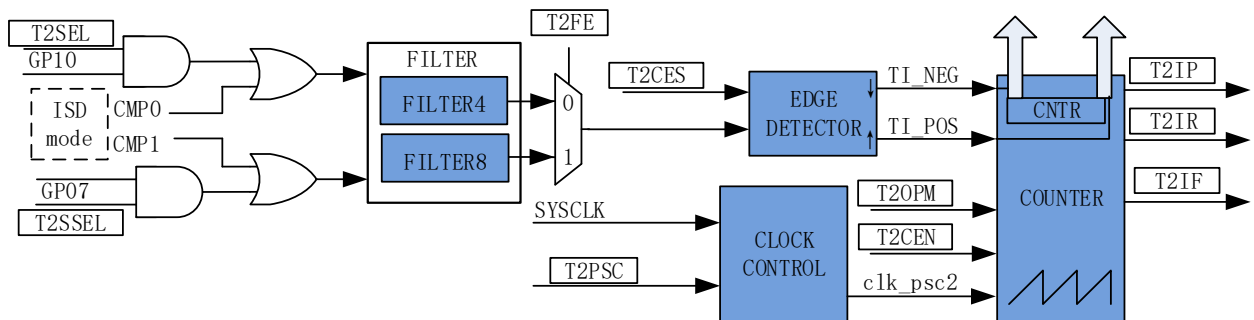 T2SEL
GP10
ISD
mode
CMP0
CMP1
GP07
T2SSEL
FILTER
FILTER4
FILTER8
T2FE
0
1
T2CES
EDGE
DETECTOR
TI_NEG
TI_POS
SYSCLK
T2PSC
CLOCK
CONTROL
T2OPM
T2CEN
clk_psc2
CNTR
COUNTER
T2IP
T2IR
T2IF